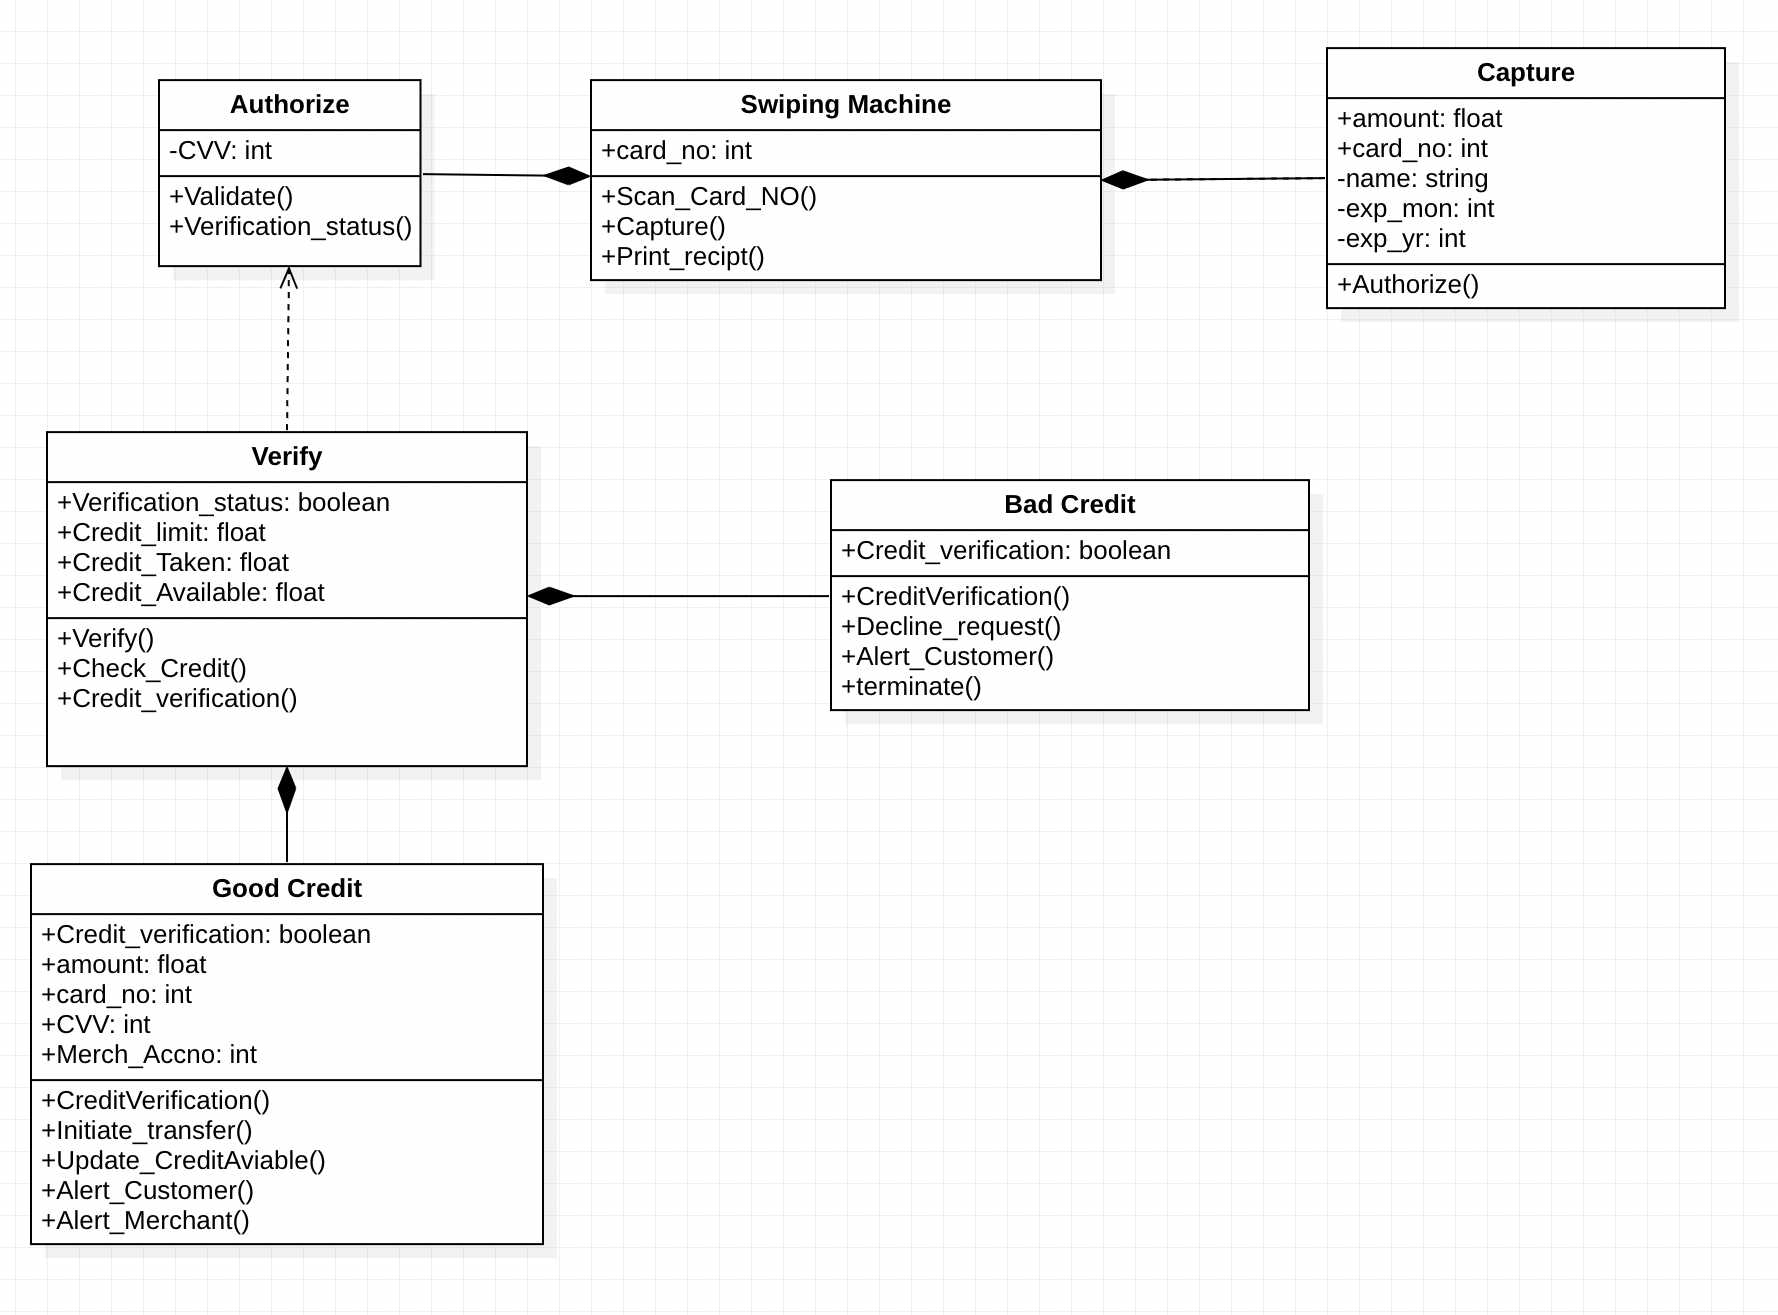 Authorize
-CVV: int
+Validate()
+Verification_status()
Swiping Machine
+card_no: int
+Scan_Card_NO()
+Capture()
+Print_recipt()
Capture
+amount: float
+card_no: int
-name: string
-exp_mon: int
-exp_yr: int
+Authorize()
Verify
+Verification_status: boolean
+Credit_limit: float
+Credit_Taken: float
+Credit_Available: float
+Verify()
+Check_Credit()
+Credit_verification()
Bad Credit
+Credit_verification: boolean
+CreditVerification()
+Decline_request()
+Alert_Customer()
+terminate()
Good Credit
+Credit_verification: boolean
+amount: float
+card_no: int
+CVV: int
+Merch_Accno: int
+CreditVerification()
+Initiate_transfer()
+Update_CreditAviable()
+Alert_Customer()
+Alert_Merchant()